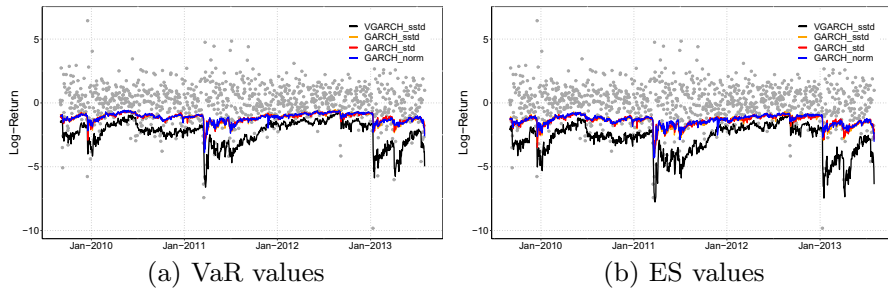 VGARCH_sstd
GARCH_sstd
GARCH_std
GARCH_norm
5
0
−5
−10
Log−Return
Jan−2010 Jan−2011 Jan−2012 Jan−2013
(a) VaR values
VGARCH_sstd
GARCH_sstd
GARCH_std
GARCH_norm
5
0
−5
−10
Log−Return
Jan−2010 Jan−2011 Jan−2012 Jan−2013
(b) ES values